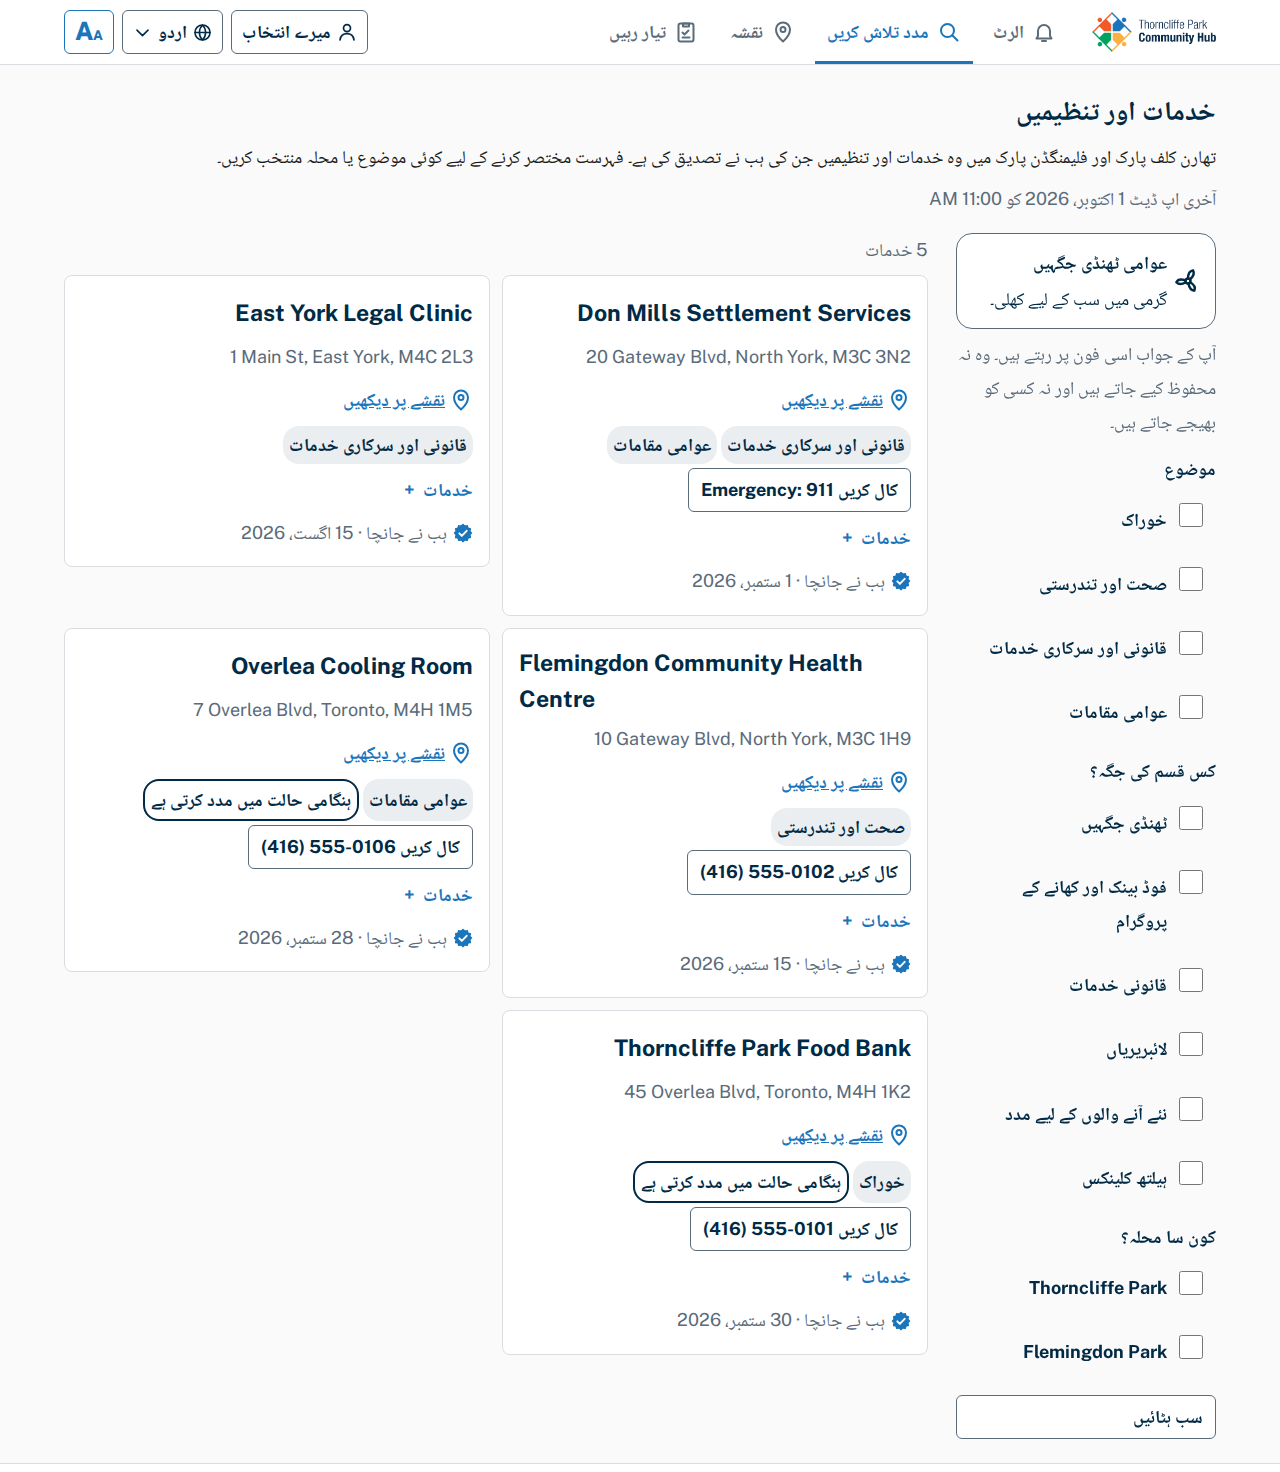 Thorncliffe Park
Community Hub
الرٹ
مدد تلاش کریں
نقشہ
تیار رہیں
میرے انتخاب
اردو
AA
خدمات اور تنظیمیں
تھارن کلف پارک اور فلیمنگڈن پارک میں وہ خدمات اور تنظیمیں جن کی ہب نے تصدیق کی ہے۔ فہرست مختصر کرنے کے لیے کوئی موضوع یا محلہ منتخب کریں۔
آخری اپ ڈیٹ 1 اکتوبر، 2026 کو 11:00 AM
عوامی ٹھنڈی جگہیں
گرمی میں سب کے لیے کھلی۔
آپ کے جواب اسی فون پر رہتے ہیں۔ وہ نہ
محفوظ کیے جاتے ہیں اور نہ کسی کو
بھیجے جاتے ہیں۔
موضوع
خوراک
صحت اور تندرستی
قانونی اور سرکاری خدمات
عوامی مقامات
کس قسم کی جگہ؟
ٹھنڈی جگہیں
فوڈ بینک اور کھانے کے
پروگرام
قانونی خدمات
لائبریریاں
نئے آنے والوں کے لیے مدد
ہیلتھ کلینکس
کون سا محلہ؟
Thorncliffe Park
Flemingdon Park
سب ہٹائیں
5 خدمات
Don Mills Settlement Services
20 Gateway Blvd, North York, M3C 3N2
نقشے پر دیکھیں
قانونی اور سرکاری خدمات
عوامی مقامات
کال کریں Emergency: 911
خدمات +
ہب نے جانچا · 1 ستمبر، 2026
East York Legal Clinic
1 Main St, East York, M4C 2L3
نقشے پر دیکھیں
قانونی اور سرکاری خدمات
خدمات +
ہب نے جانچا · 15 اگست، 2026
Flemingdon Community Health
Centre
10 Gateway Blvd, North York, M3C 1H9
نقشے پر دیکھیں
صحت اور تندرستی
کال کریں (416) 555-0102
خدمات +
ہب نے جانچا · 15 ستمبر، 2026
Overlea Cooling Room
7 Overlea Blvd, Toronto, M4H 1M5
نقشے پر دیکھیں
عوامی مقامات
ہنگامی حالت میں مدد کرتی ہے
کال کریں (416) 555-0106
خدمات +
ہب نے جانچا · 28 ستمبر، 2026
Thorncliffe Park Food Bank
45 Overlea Blvd, Toronto, M4H 1K2
نقشے پر دیکھیں
خوراک
ہنگامی حالت میں مدد کرتی ہے
کال کریں (416) 555-0101
خدمات +
ہب نے جانچا · 30 ستمبر، 2026